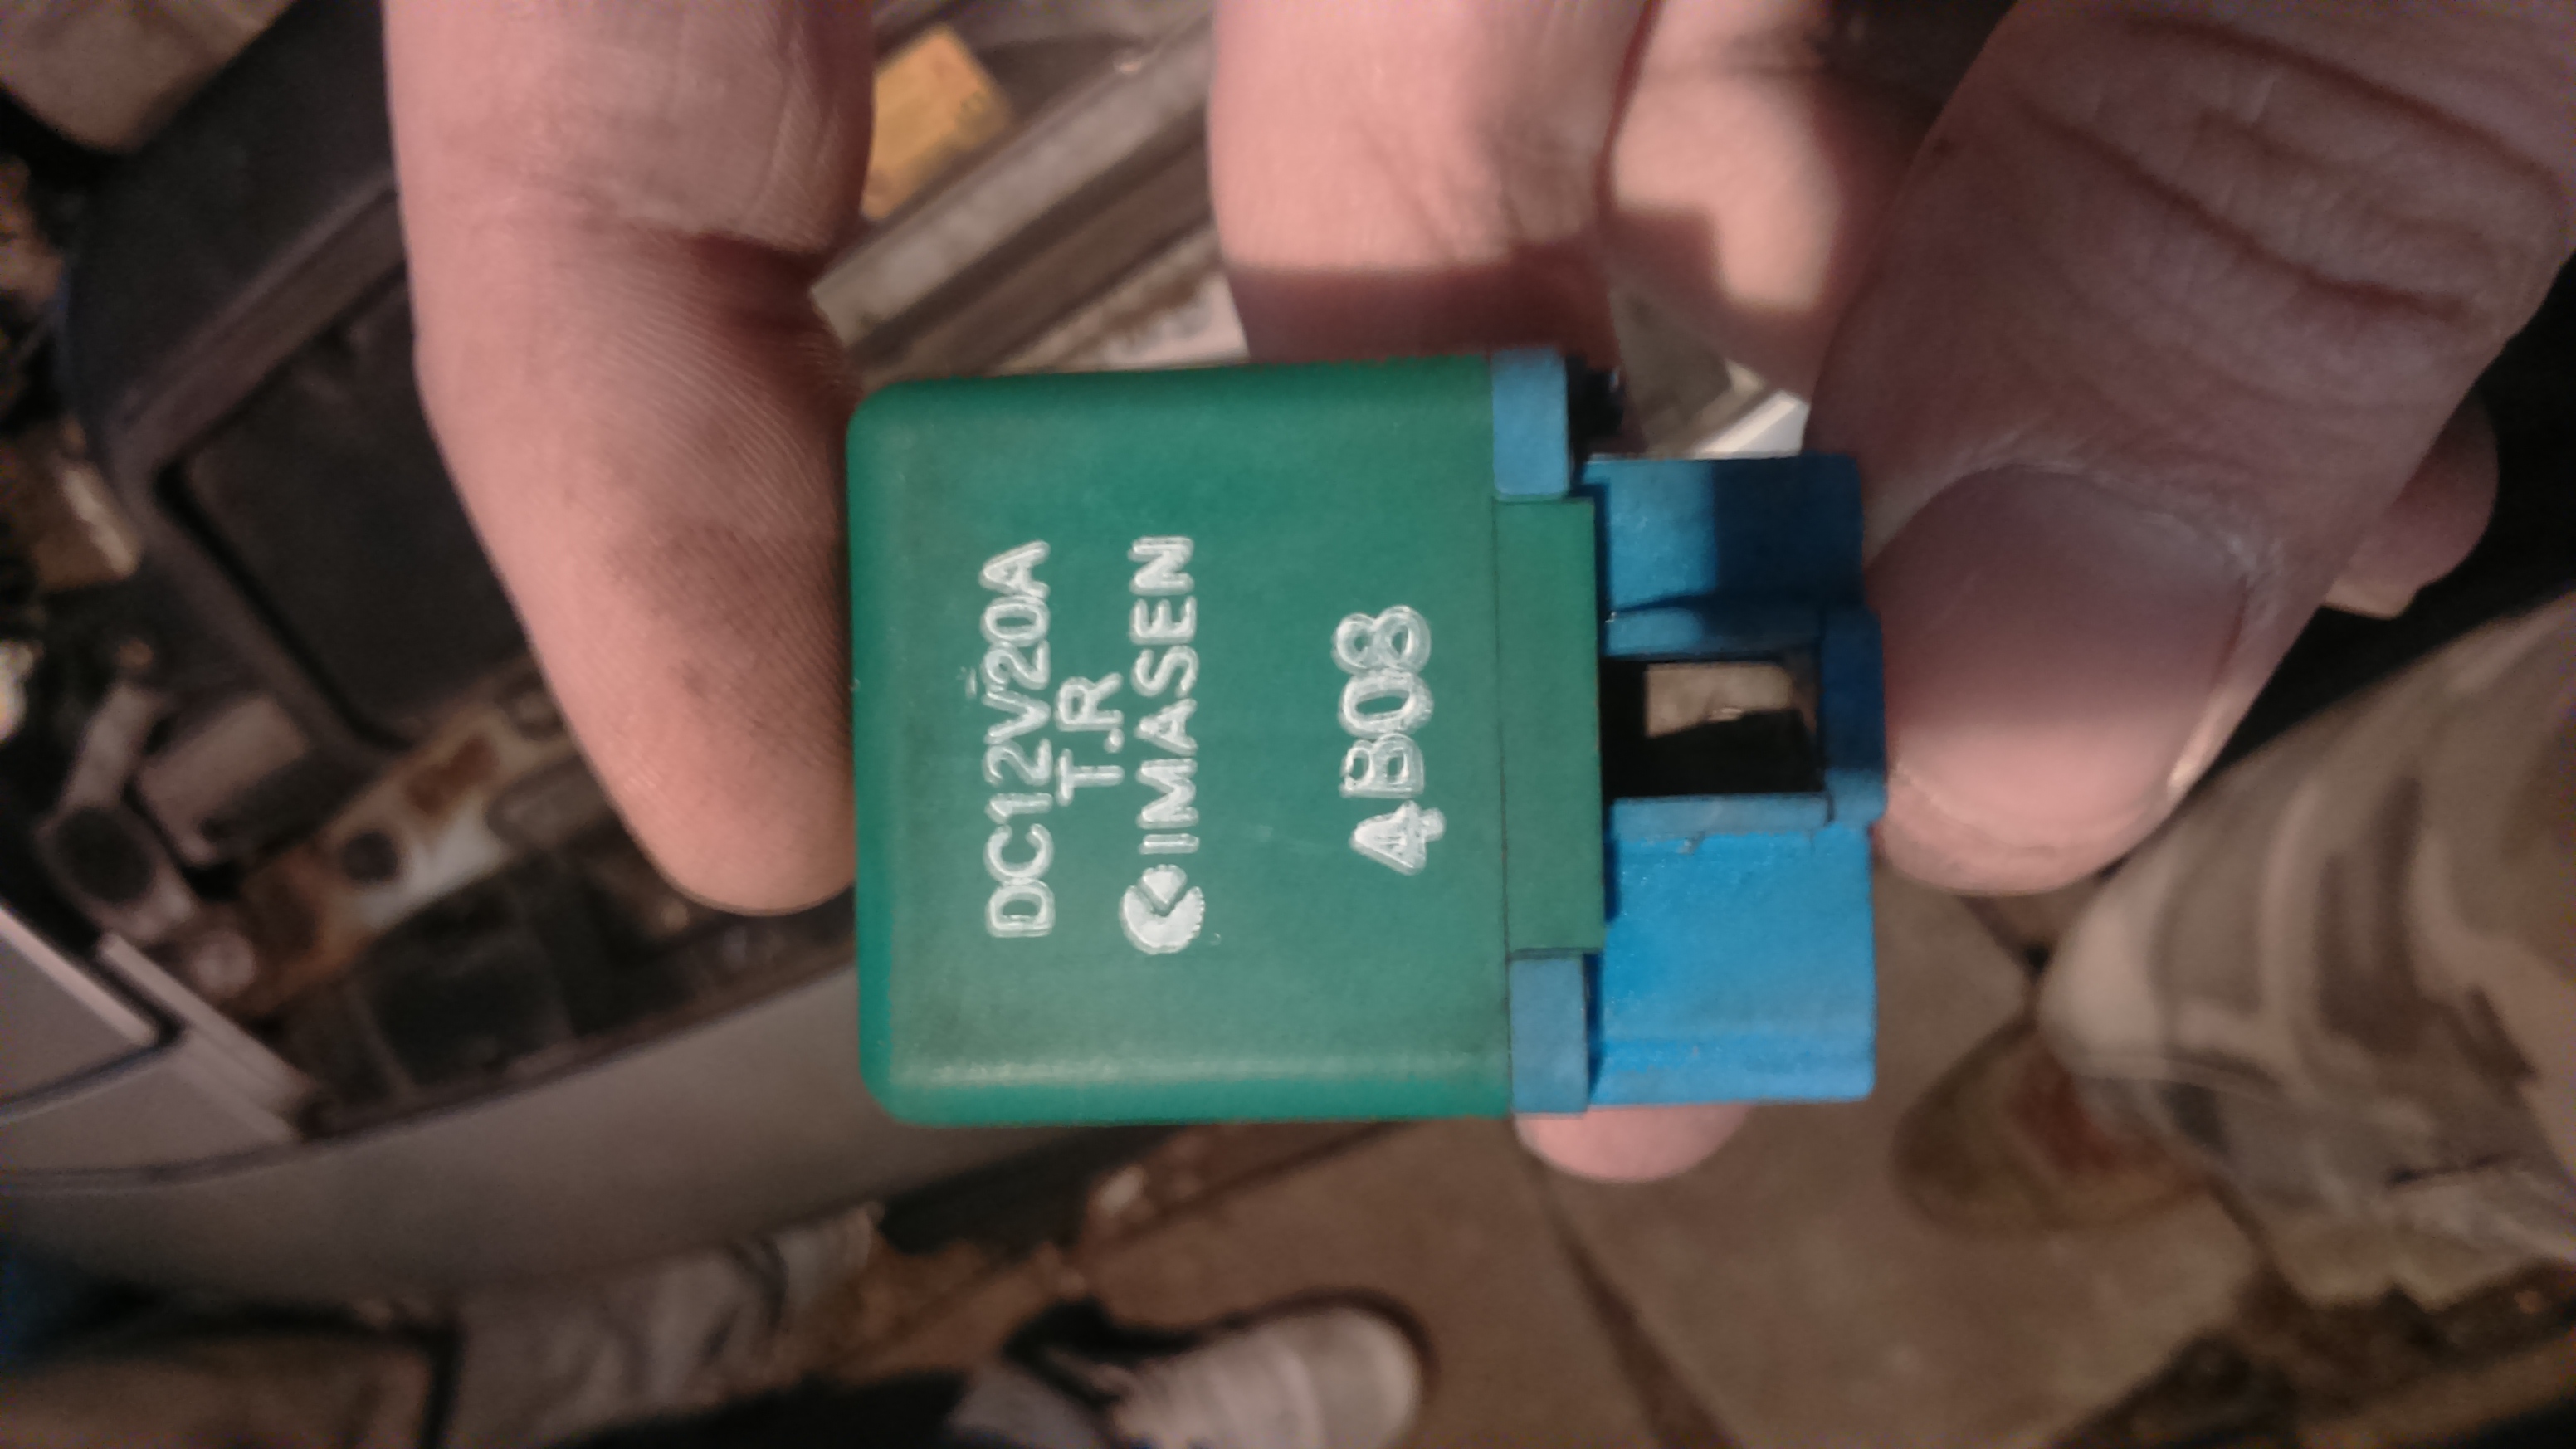 DC12V20A
T.R
IMASEN
4B08